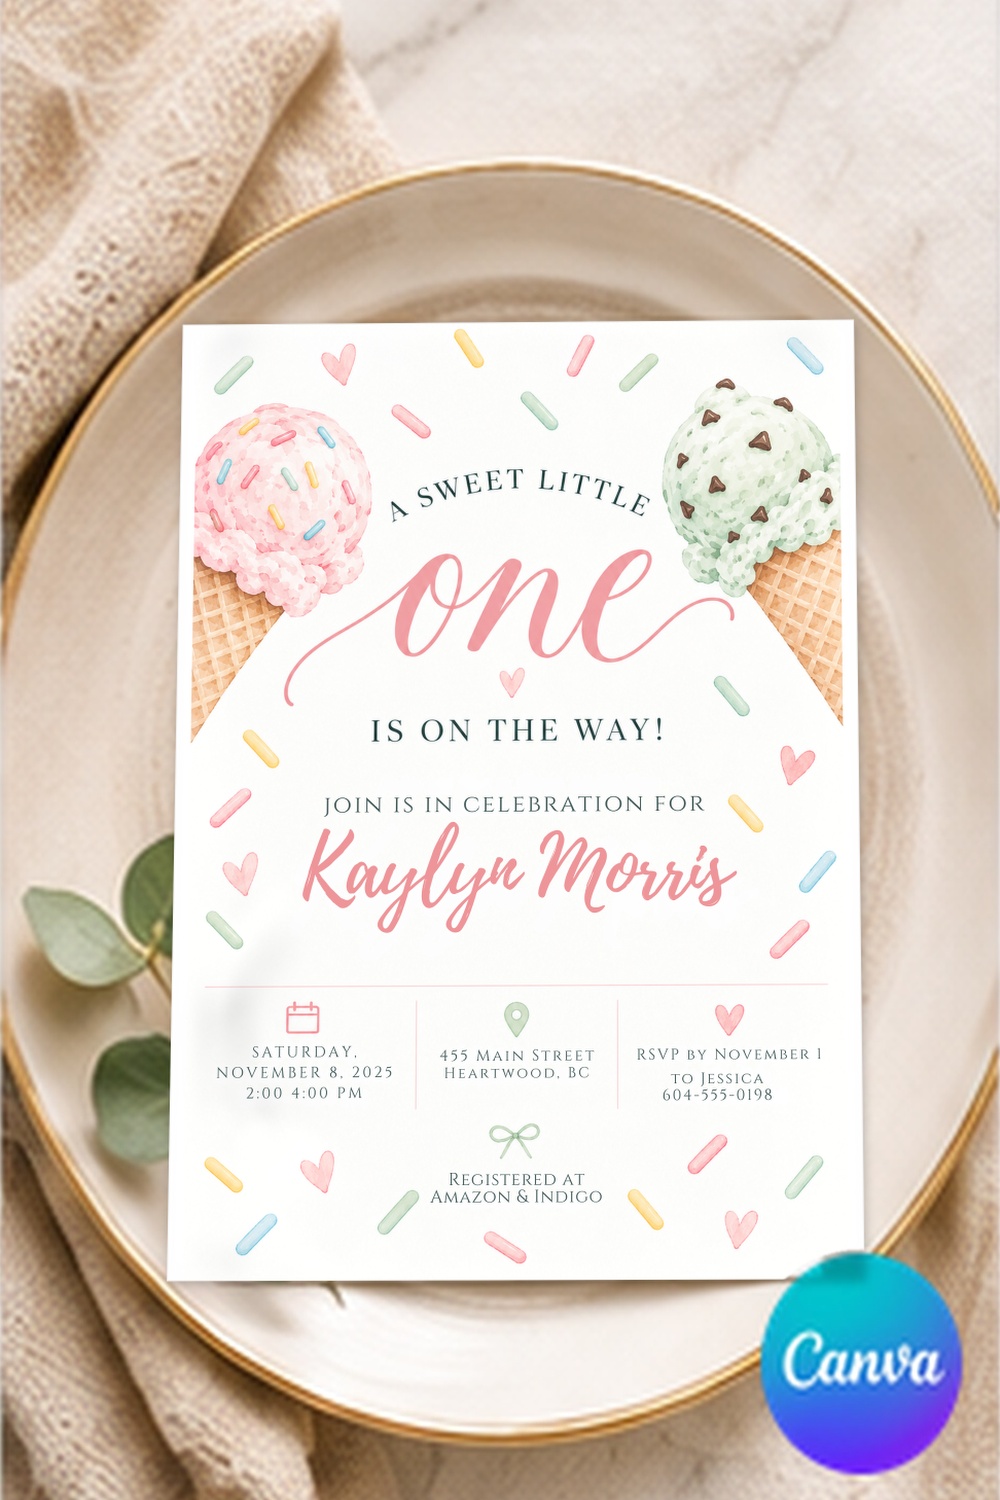 A SWEET LITTLE
one
IS ON THE WAY!
JOIN IS IN CELEBRATION FOR
Kaylyn Morris
SATURDAY,
NOVEMBER 8, 2025
2:00 4:00 PM
455 MAIN STREET
HEARTWOOD, BC
RSVP BY NOVEMBER 1
TO JESSICA
604-555-0198
REGISTERED AT
AMAZON & INDIGO
Canva